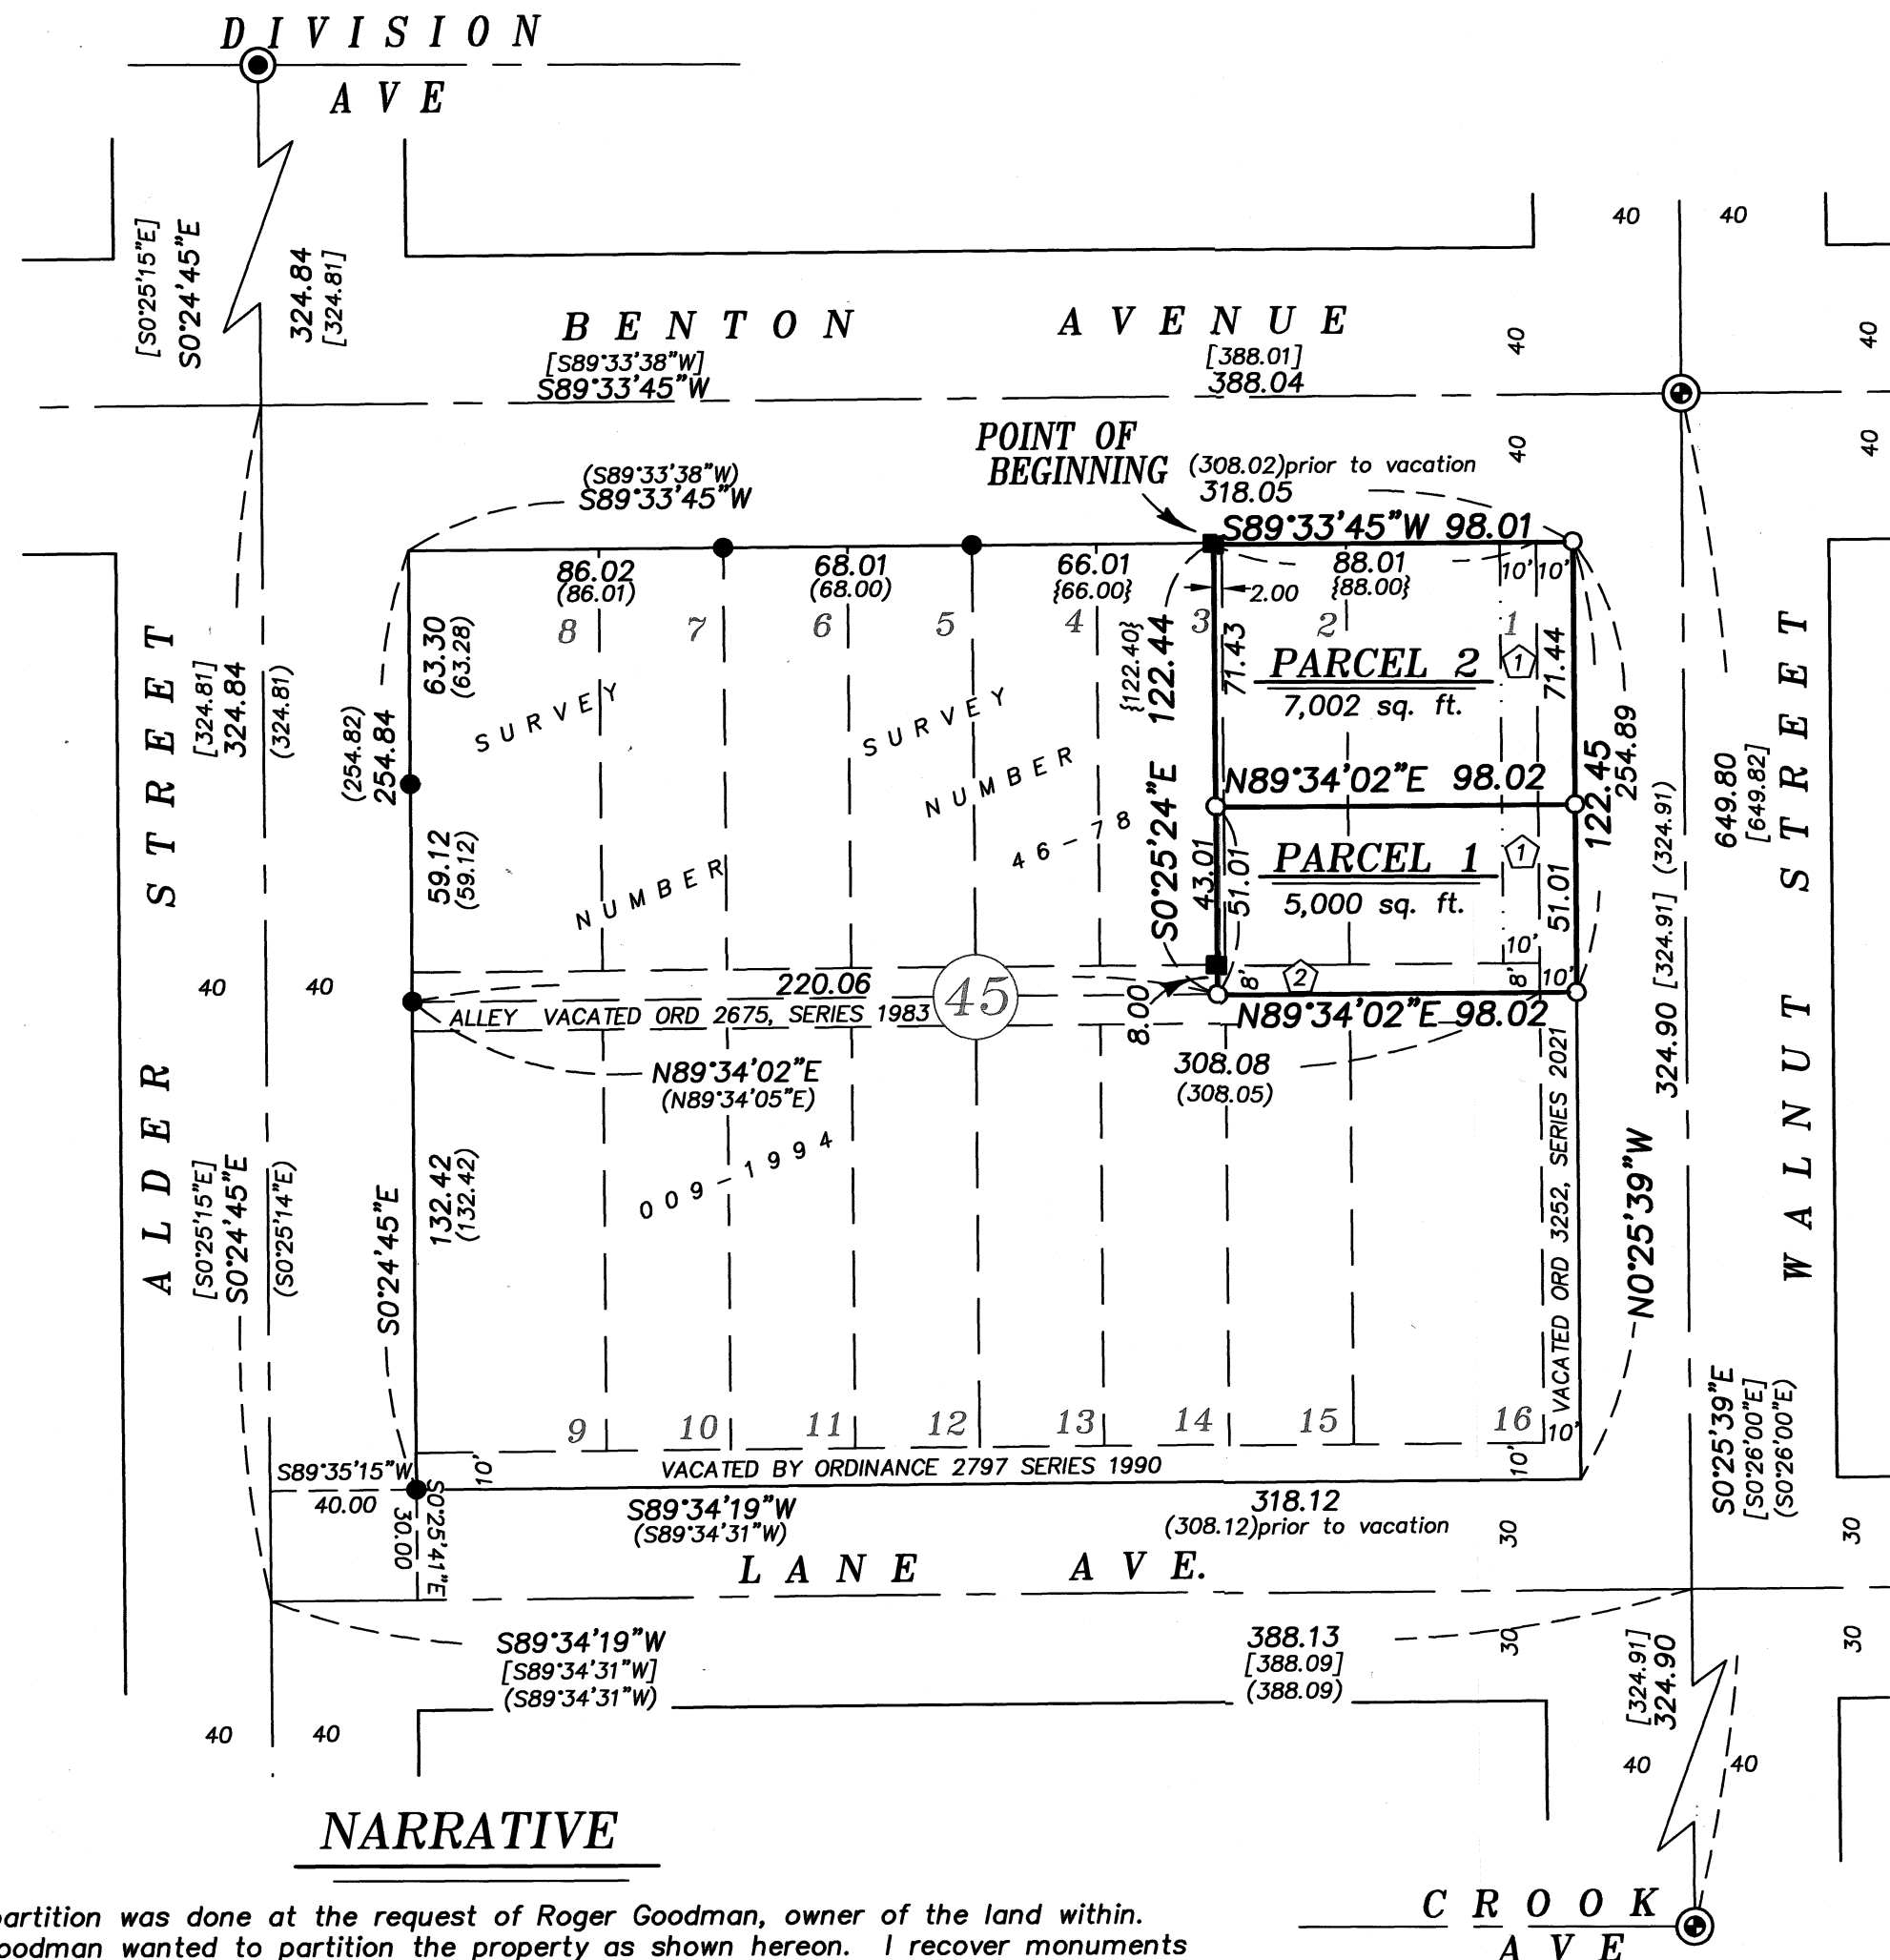 DIVISION
AVE
[S0°25'15"E]
S0°24'45"E
324.84
[324.81]
40
40
BENTON AVENUE
[S89°33'38"W]
S89°33'45"W
[388.01]
388.04
40
40
40
40
POINT OF
BEGINNING
(308.02)prior to vacation
318.05
(S89°33'38"W)
S89°33'45"W
S89°33'45"W 98.01
86.02
(86.01)
68.01
(68.00)
66.01
{66.00}
88.01
{88.00}
10'
10'
2.00
8
7
6
5
4
3
2
1
63.30
(63.28)
{122.40}
122.44
71.43
71.44
PARCEL 2
1
7,002 sq. ft.
SURVEY
SURVEY
NUMBER
NUMBER
46-78
ALDER STREET
[324.81]
324.84
(324.81)
(254.82)
254.84
59.12
(59.12)
N89°34'02"E 98.02
122.45
254.89
649.80
[649.82]
WALNUT STREET
S0°25'24"E
43.01
51.01
PARCEL 1
1
5,000 sq. ft.
51.01
324.90 [324.91] (324.91)
40
40
220.06
45
10'
8'
2
8'
10'
8.00
ALLEY VACATED ORD 2675, SERIES 1983
N89°34'02"E 98.02
N89°34'02"E
(N89°34'05"E)
308.08
(308.05)
009-1994
132.42
(132.42)
[S0°25'15"E]
S0°24'45"E
(S0°25'14"E)
S0°24'45"E
VACATED ORD 3252, SERIES 2021
N0°25'39"W
S0°25'39"E
[S0°26'00"E]
(S0°26'00"E)
9
10
11
12
13
14
15
16
10'
S89°35'15"W
40.00
10'
VACATED BY ORDINANCE 2797 SERIES 1990
10'
S0°25'41"E
30.00
S89°34'19"W
(S89°34'31"W)
318.12
(308.12)prior to vacation
30
30
LANE AVE.
S89°34'19"W
[S89°34'31"W]
(S89°34'31"W)
388.13
[388.09]
(388.09)
30
30
[324.91]
324.90
40
40
40
40
NARRATIVE
partition was done at the request of Roger Goodman, owner of the land within.
oodman wanted to partition the property as shown hereon. I recover monuments
CROOK
AVE